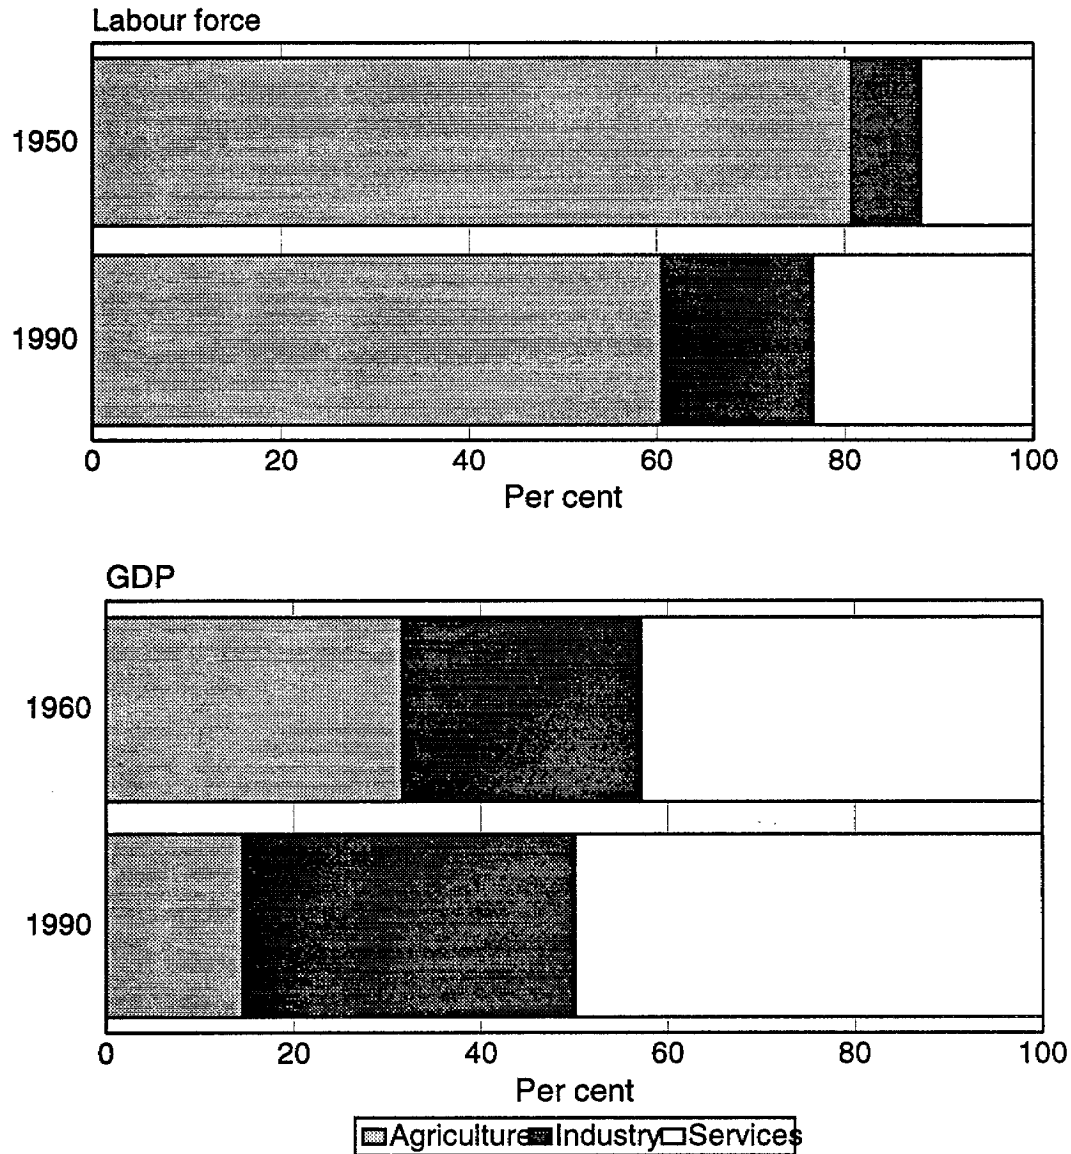 Labour force
1950
1990
0 20 40 60 80 100
Per cent
GDP
1960
1990
0 20 40 60 80 100
Per cent
Agriculture Industry Services